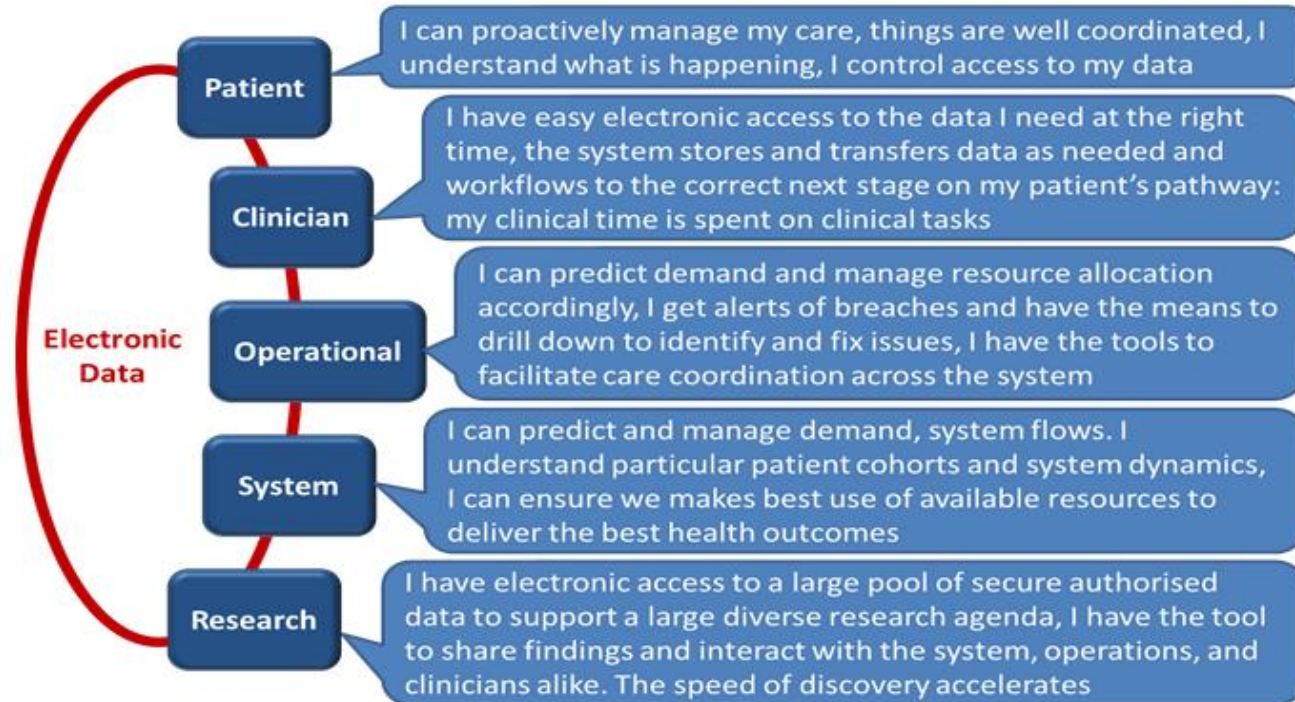 I can proactively manage my care, things are well coordinated, I
understand what is happening, I control access to my data
Patient
I have easy electronic access to the data I need at the right
time, the system stores and transfers data as needed and
workflows to the correct next stage on my patient's pathway:
my clinical time is spent on clinical tasks
Clinician
I can predict demand and manage resource allocation
accordingly, I get alerts of breaches and have the means to
drill down to identify and fix issues, I have the tools to
facilitate care coordination across the system
Operational
Electronic
Data
I can predict and manage demand, system flows. I
understand particular patient cohorts and system dynamics,
I can ensure we makes best use of available resources to
deliver the best health outcomes
System
I have electronic access to a large pool of secure authorised
data to support a large diverse research agenda, I have the tool
to share findings and interact with the system, operations, and
clinicians alike. The speed of discovery accelerates
Research